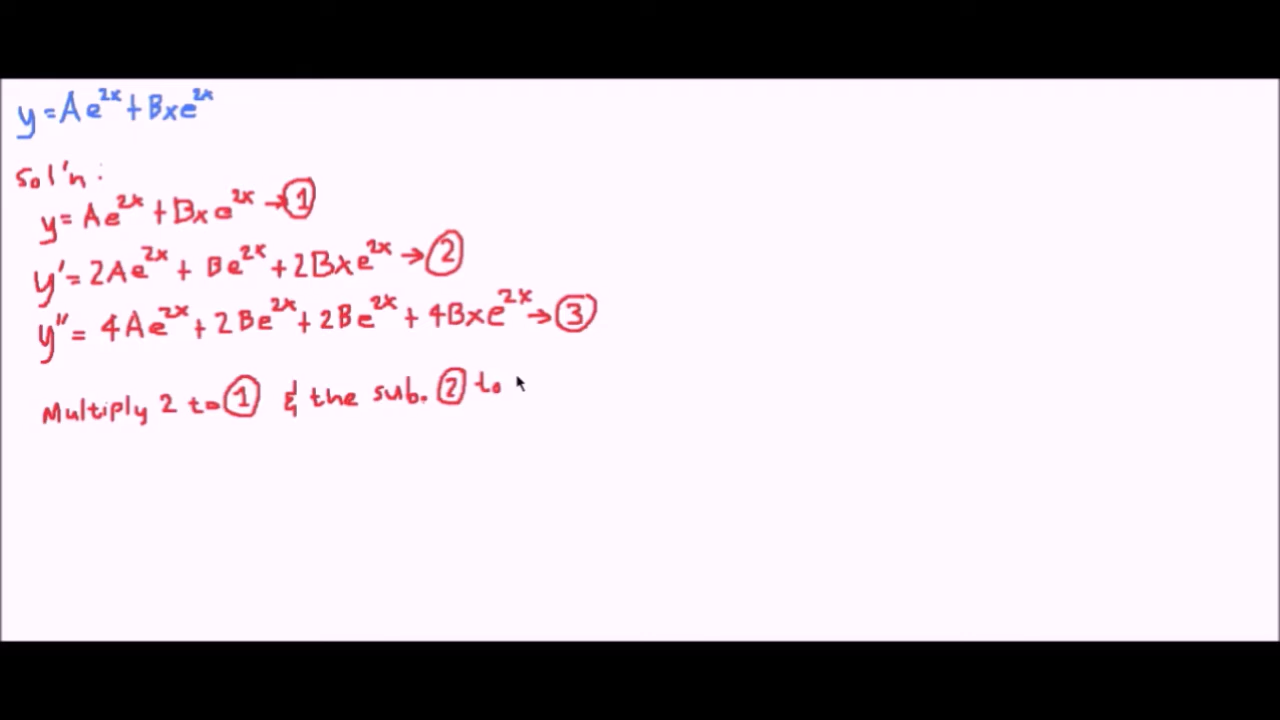 y=Ae^2x+Bxe^2x
Sol'n:
y=Ae^2x+Bxe^2x→①
y'=2Ae^2x+Be^2x+2Bxe^2x→②
y"=4Ae^2x+2Be^2x+2Be^2x+4Bxe^2x→③
Multiply 2 to ① & the sub. ② to